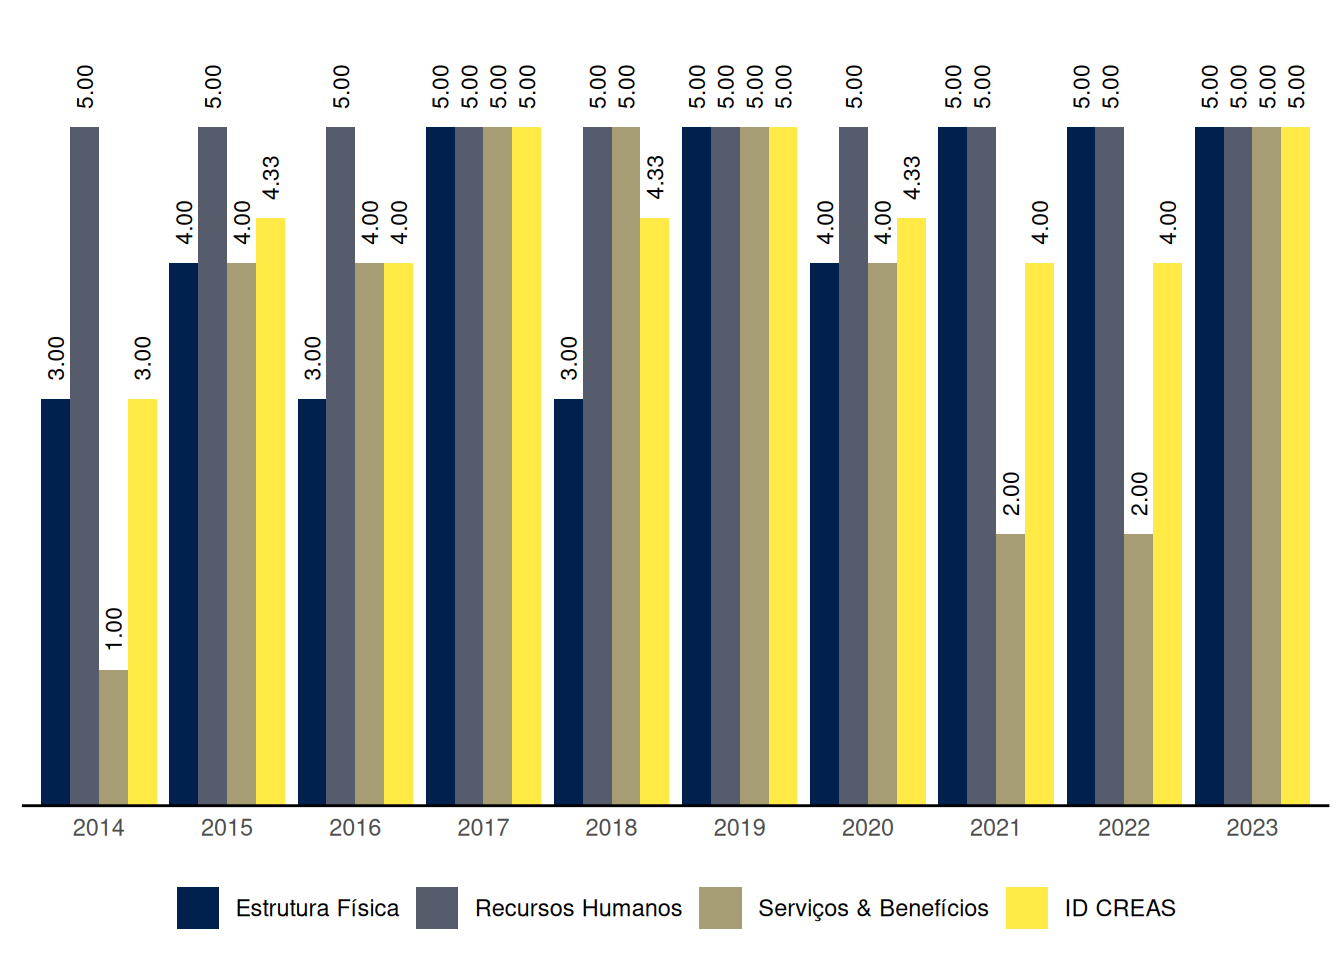 5.00 5.00 5.00 5.00 5.00 5.00 5.00 5.00 5.00 5.00 5.00 5.00 5.00 5.00 5.00 5.00 5.00 5.00 5.00 5.00 5.00 5.00
4.33 4.33 4.33
4.00 4.00 4.00 4.00 4.00 4.00 4.00 4.00
3.00 3.00 3.00 3.00
2.00 2.00
1.00
2014 2015 2016 2017 2018 2019 2020 2021 2022 2023
Estrutura Física Recursos Humanos Serviços & Benefícios ID CREAS